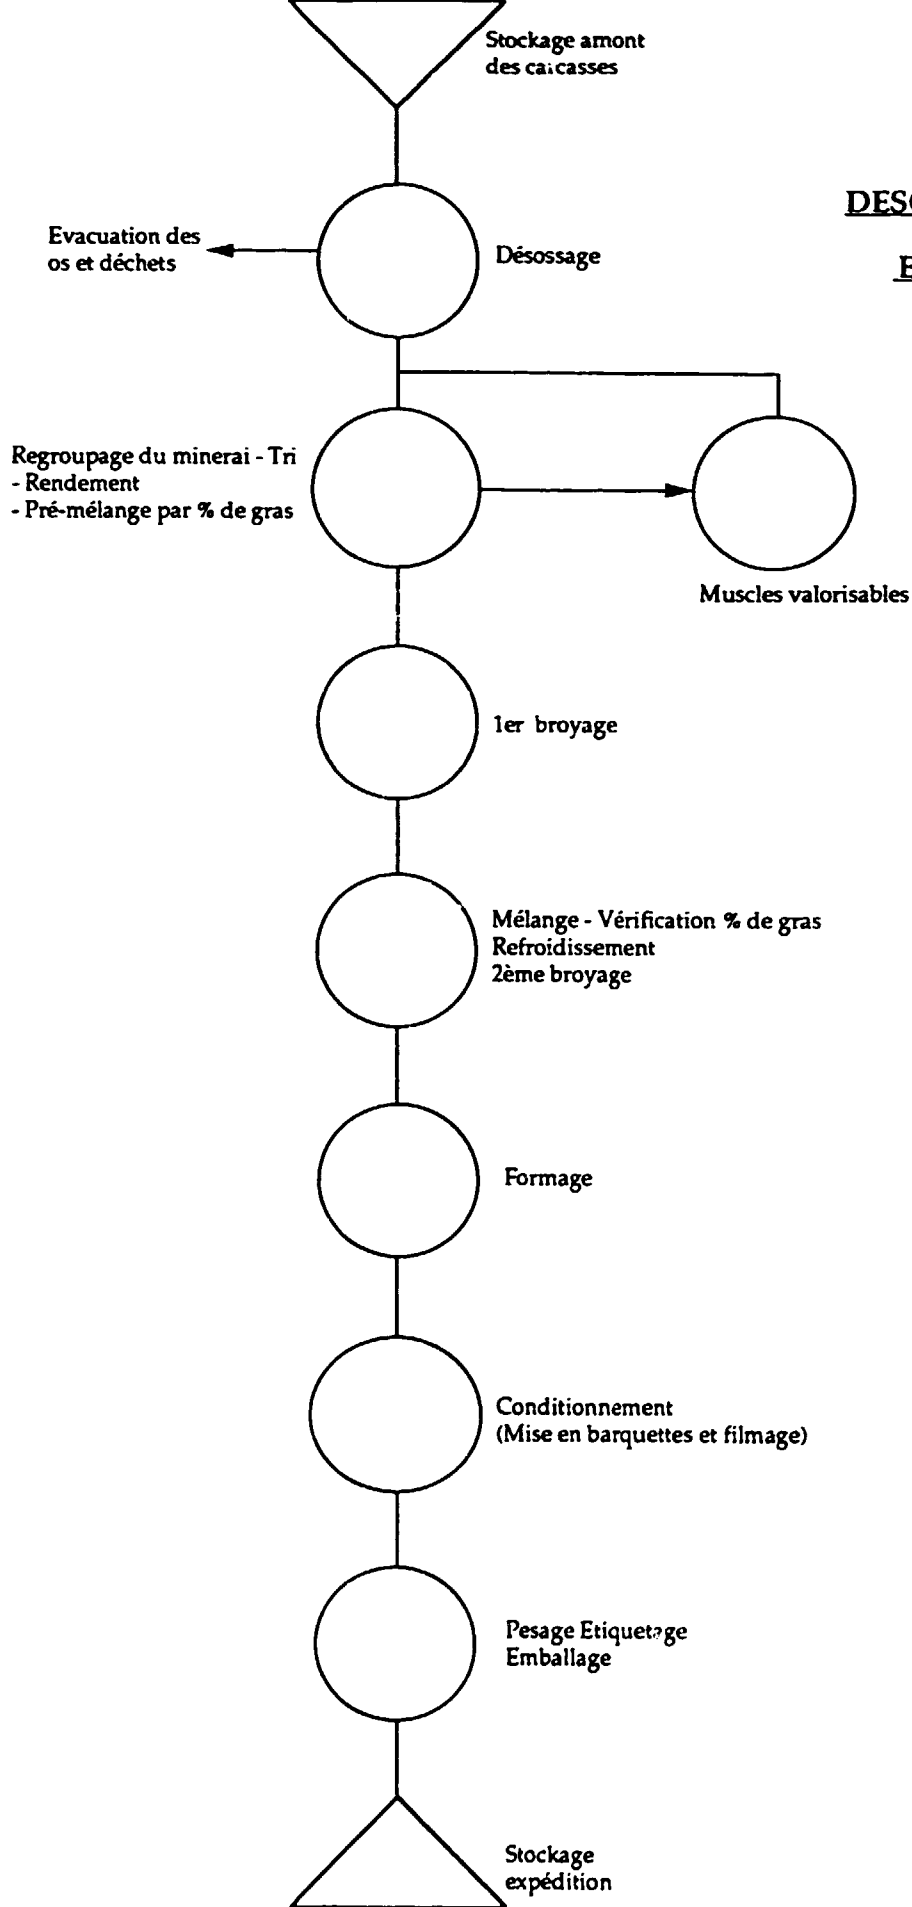 Stockage amont
des carcasses
DESC
E
Evacuation des
os et déchets
Désossage
Regroupage du minerai - Tri
- Rendement
- Pré-mélange par % de gras
Muscles valorisables
1er broyage
Mélange - Vérification % de gras
Refroidissement
2ème broyage
Formage
Conditionnement
(Mise en barquettes et filmage)
Pesage Etiquetage
Emballage
Stockage
expédition